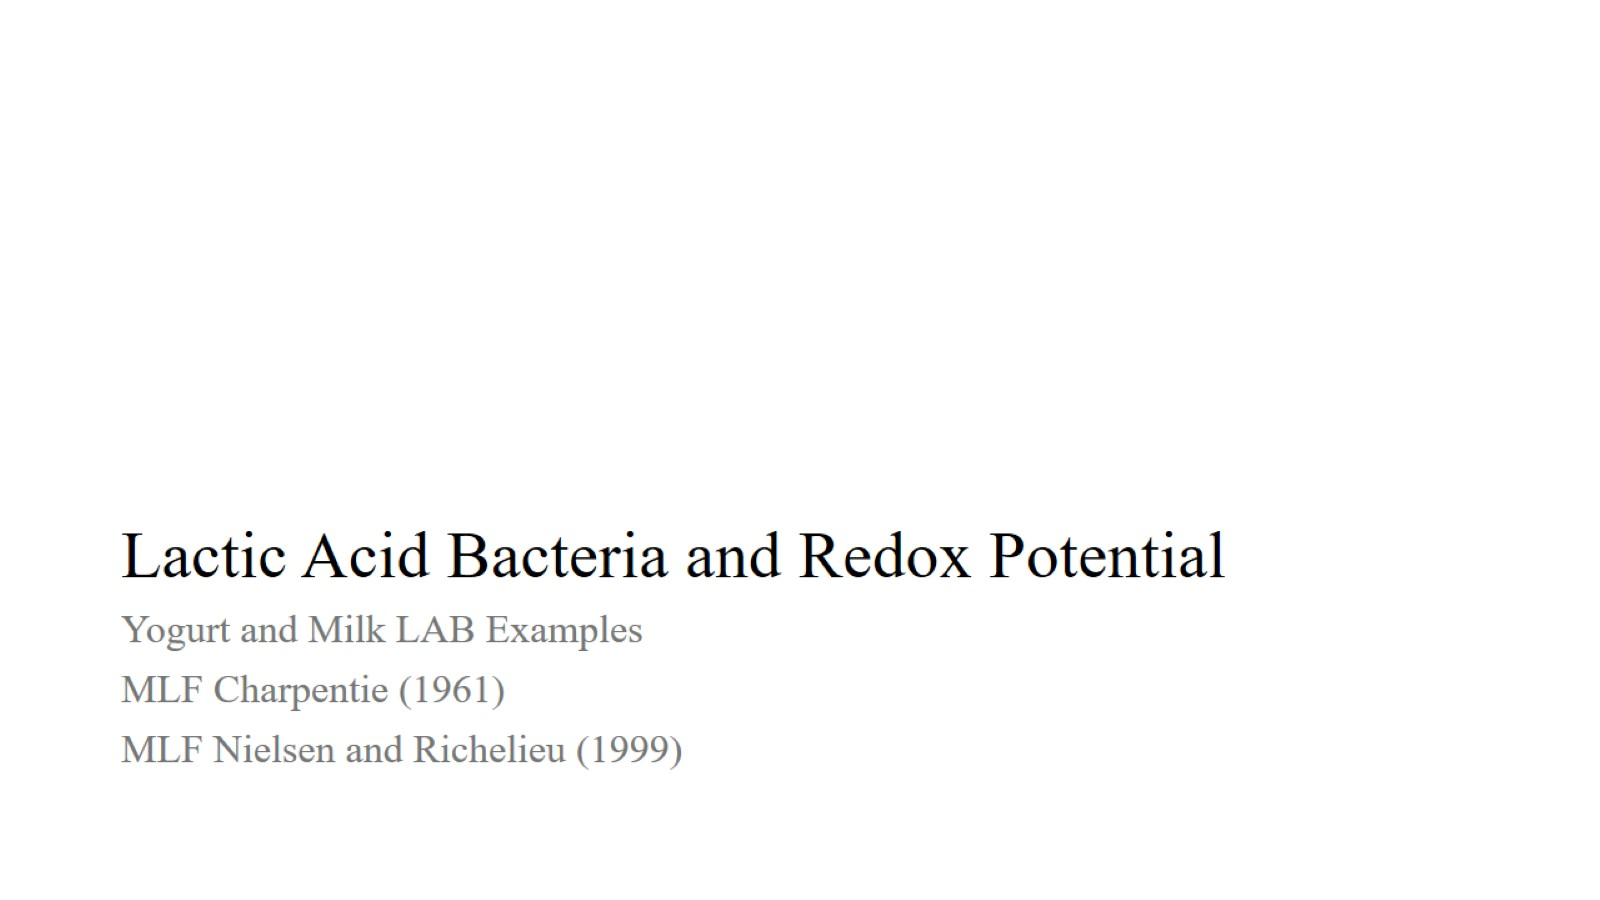 Lactic Acid Bacteria and Redox Potential
Yogurt and Milk LAB Examples
MLF Charpentie (1961)
MLF Nielsen and Richelieu (1999)